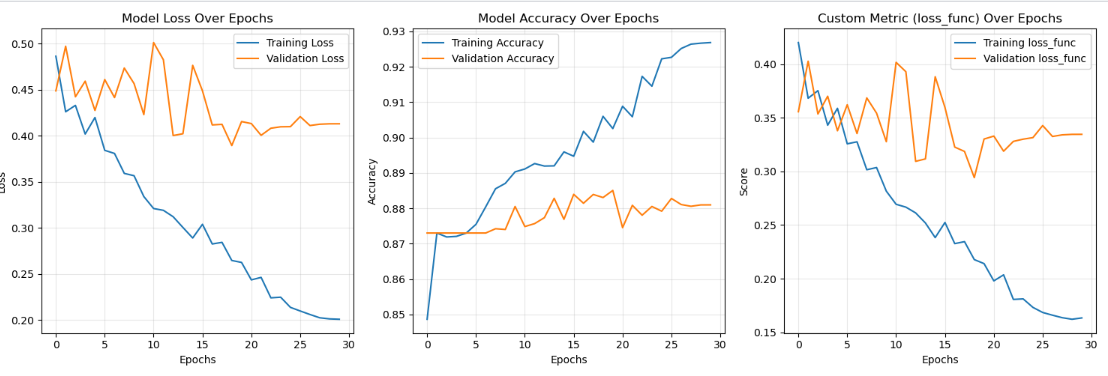 Model Loss Over Epochs
Training Loss
Validation Loss
0.50
0.45
0.40
0.35
0.30
0.25
0.20
Loss
0 5 10 15 20 25 30
Epochs
Model Accuracy Over Epochs
Training Accuracy
Validation Accuracy
0.93
0.92
0.91
0.90
0.89
0.88
0.87
0.86
0.85
Accuracy
0 5 10 15 20 25 30
Epochs
Custom Metric (loss_func) Over Epochs
Training loss_func
Validation loss_func
0.40
0.35
0.30
0.25
0.20
0.15
Score
0 5 10 15 20 25 30
Epochs